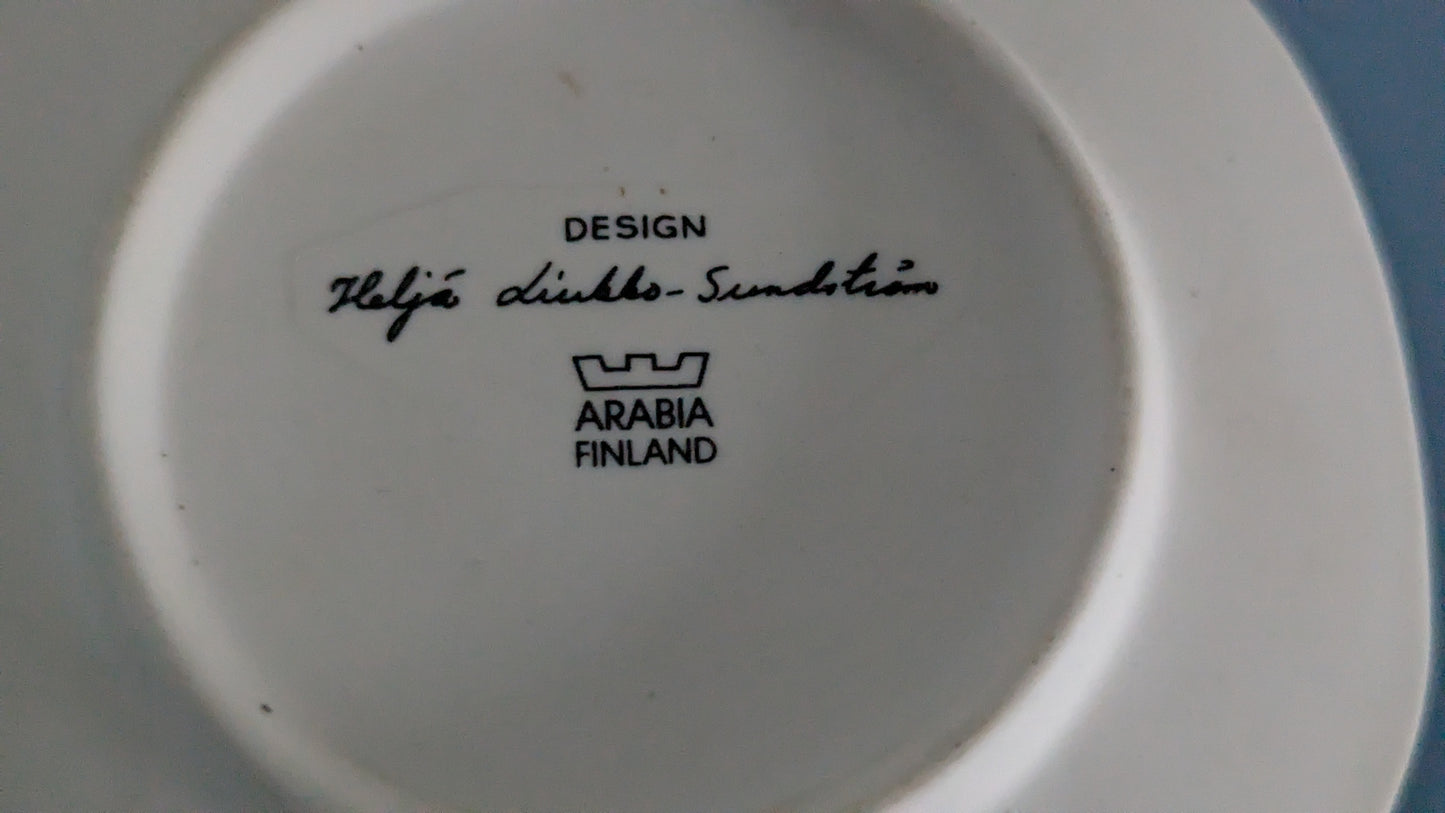 DESIGN
Heljä Liukko-Sundström
ARABIA
FINLAND